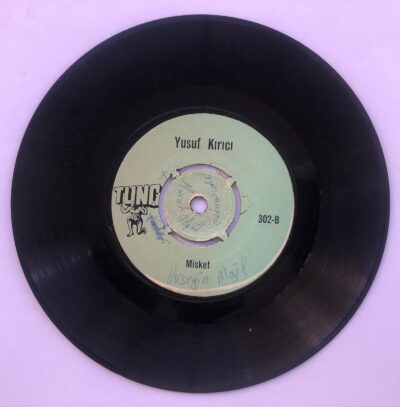 Yusuf Kırıcı
TUNÇ
302-B
Misket